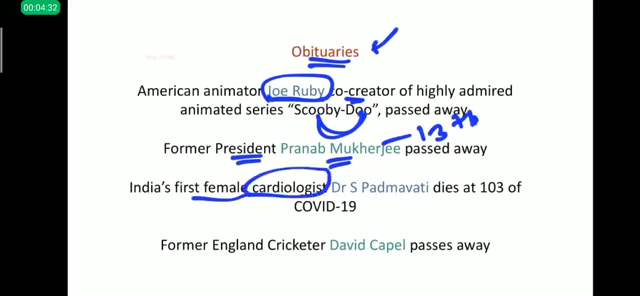 00:04:32
Obituaries
American animator Joe Ruby co-creator of highly admired
animated series “Scooby-Doo”, passed away.
Former President Pranab Mukherjee passed away
13th
India's first female cardiologist Dr S Padmavati dies at 103 of
COVID-19
Former England Cricketer David Capel passes away